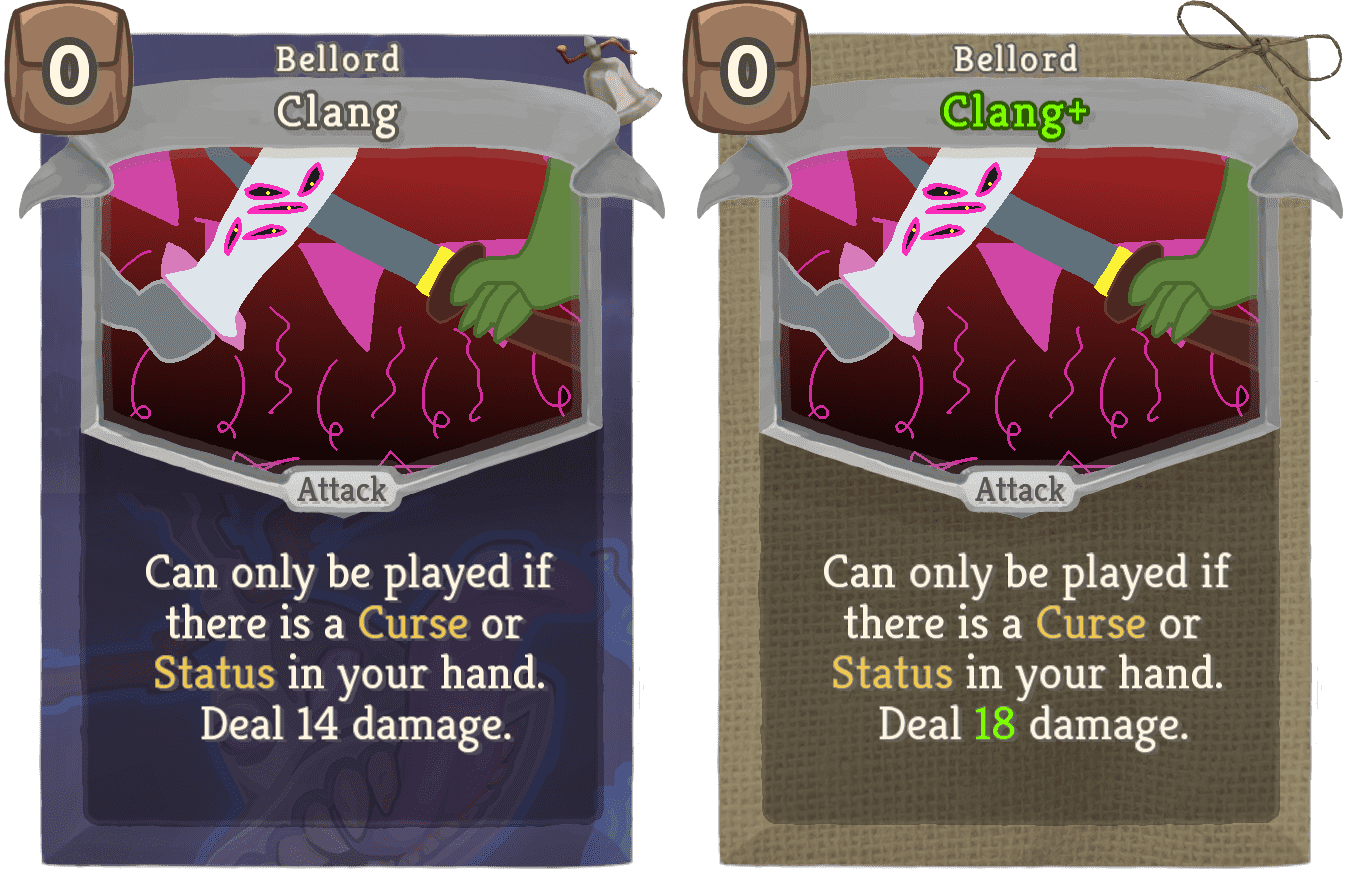 0
Bellord
Clang
Attack
Can only be played if
there is a Curse or
Status in your hand.
Deal 14 damage.
0
Bellord
Clang+
Attack
Can only be played if
there is a Curse or
Status in your hand.
Deal 18 damage.